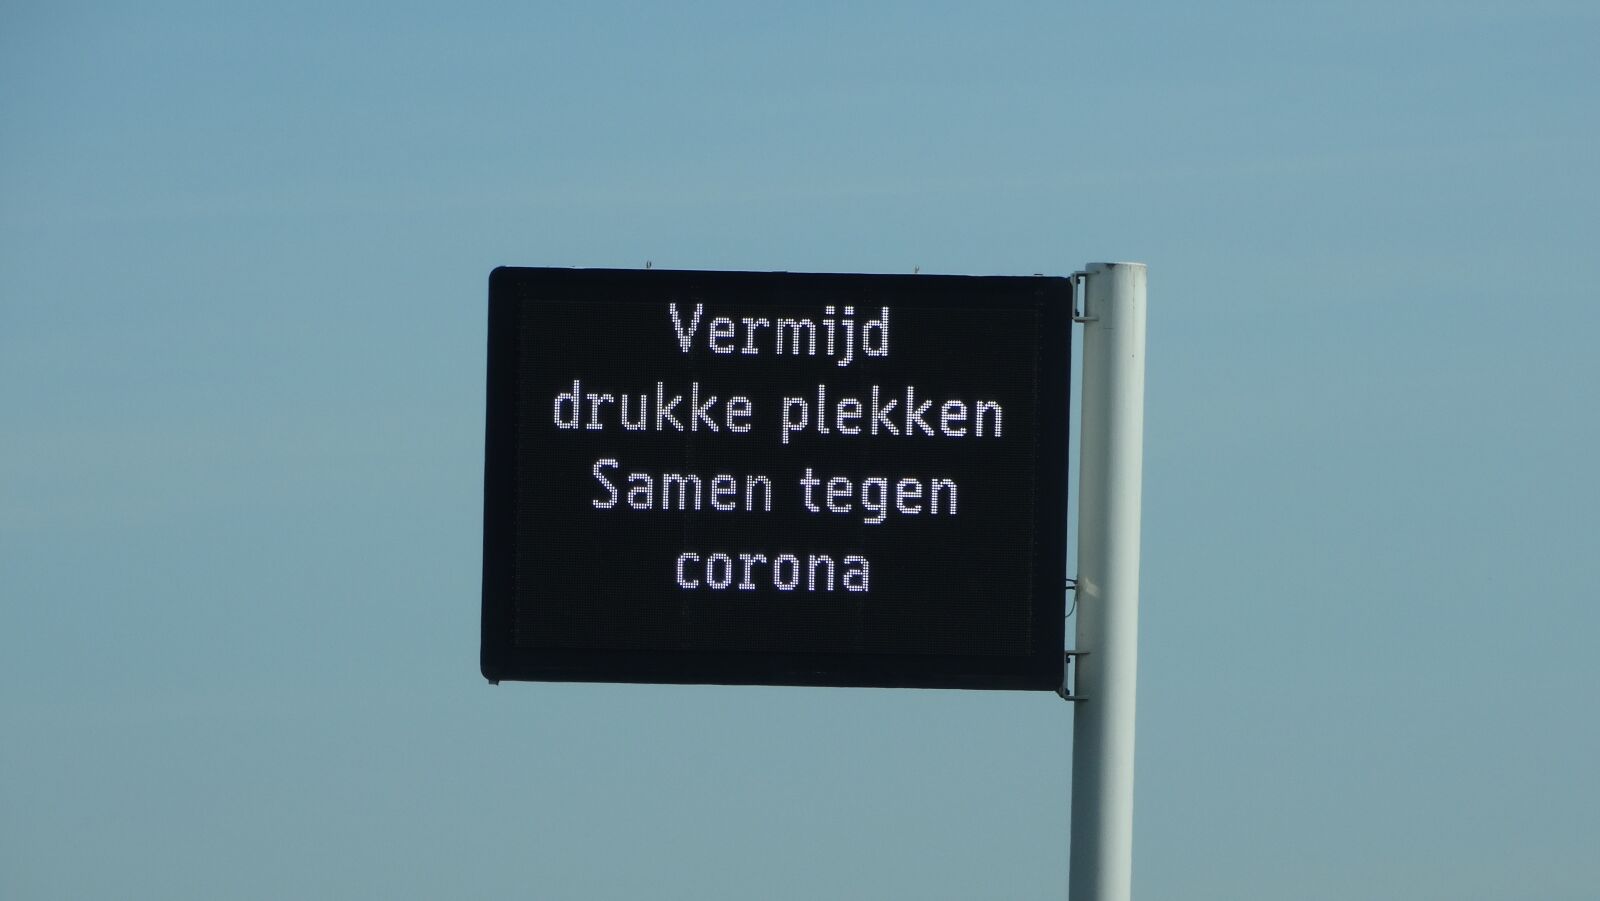 Vermijd
drukke plekken
Samen tegen
corona